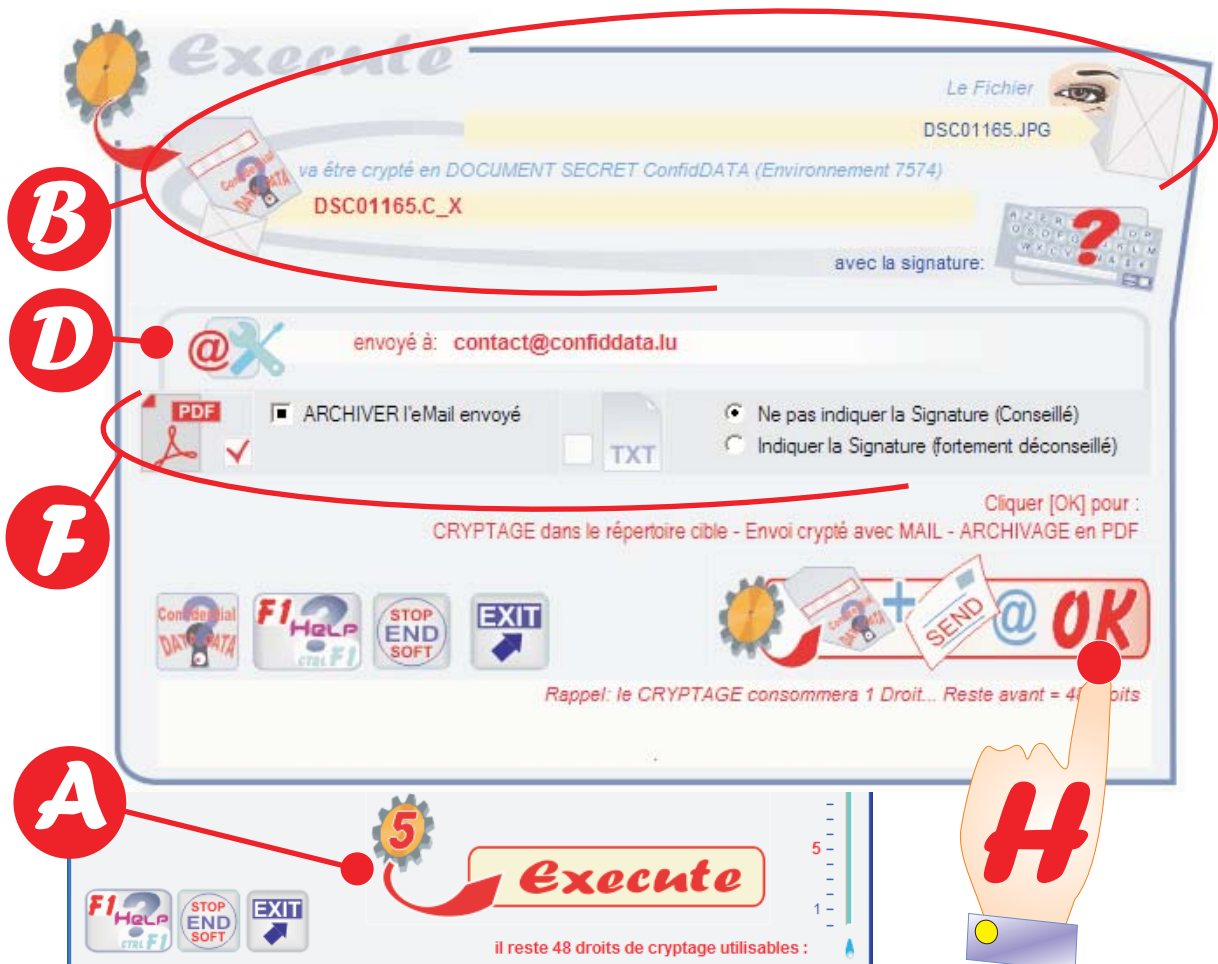 Execute
Le Fichier
DSC01165.JPG
va être crypté en DOCUMENT SECRET ConfidDATA (Environnement 7574)
B
DSC01165.C_X
?
avec la signature:
D
@
envoyé à: contact@confiddata.lu
PDF
ARCHIVER l'eMail envoyé
TXT
Ne pas indiquer la Signature (Conseillé)
Indiquer la Signature (fortement déconseillé)
F
Cliquer [OK] pour :
CRYPTAGE dans le répertoire cible - Envoi crypté avec MAIL - ARCHIVAGE en PDF
Confidential
DATA DATA
F1
HELP
CTRL F1
STOP
END
SOFT
EXIT
+
SEND
@ OK
Rappel: le CRYPTAGE consommera 1 Droit... Reste avant = 48
A
H
5
Execute
5
1
F1
HELP
CTRL F1
STOP
END
SOFT
EXIT
il reste 48 droits de cryptage utilisables :